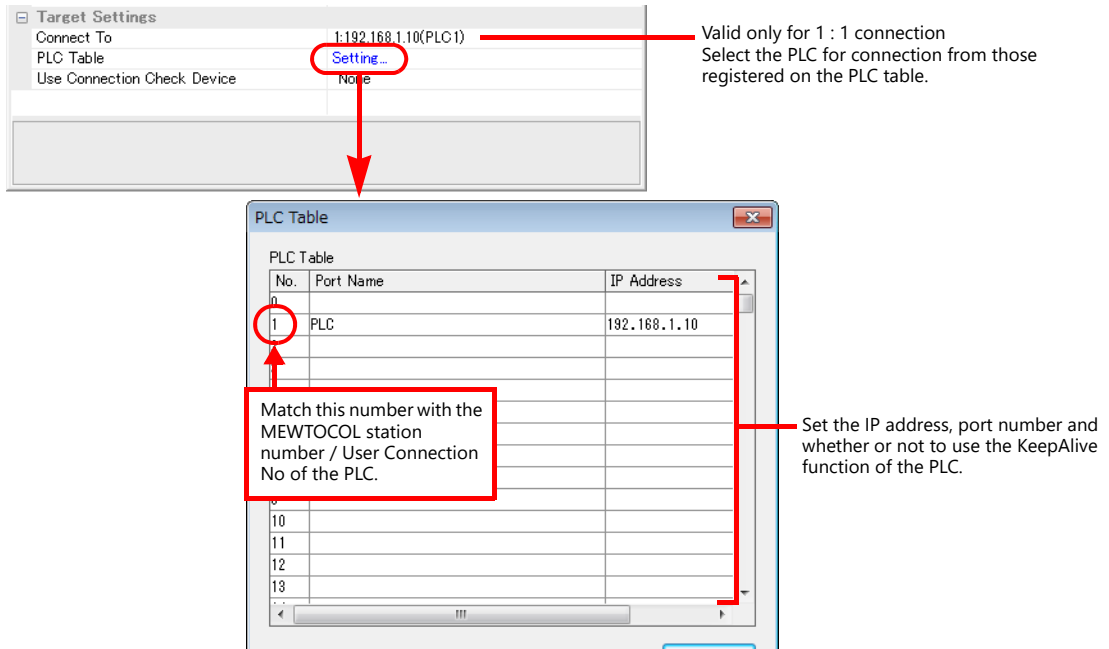 Target Settings
Connect To 1:192.168.1.10(PLC1)
PLC Table Setting...
Use Connection Check Device None
Valid only for 1 : 1 connection
Select the PLC for connection from those
registered on the PLC table.
PLC Table
PLC Table
No. Port Name IP Address
0
1 PLC 192.168.1.10
Match this number with the
MEWTOCOL station
number / User Connection
No of the PLC.
Set the IP address, port number and
whether or not to use the KeepAlive
function of the PLC.
10
11
12
13